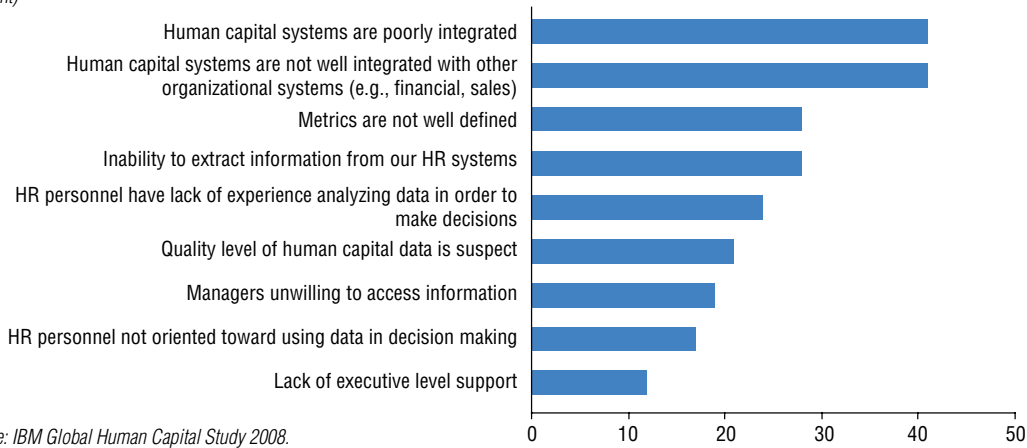 Human capital systems are poorly integrated
Human capital systems are not well integrated with other
organizational systems (e.g., financial, sales)
Metrics are not well defined
Inability to extract information from our HR systems
HR personnel have lack of experience analyzing data in order to
make decisions
Quality level of human capital data is suspect
Managers unwilling to access information
HR personnel not oriented toward using data in decision making
Lack of executive level support
0 10 20 30 40 50
e: IBM Global Human Capital Study 2008.